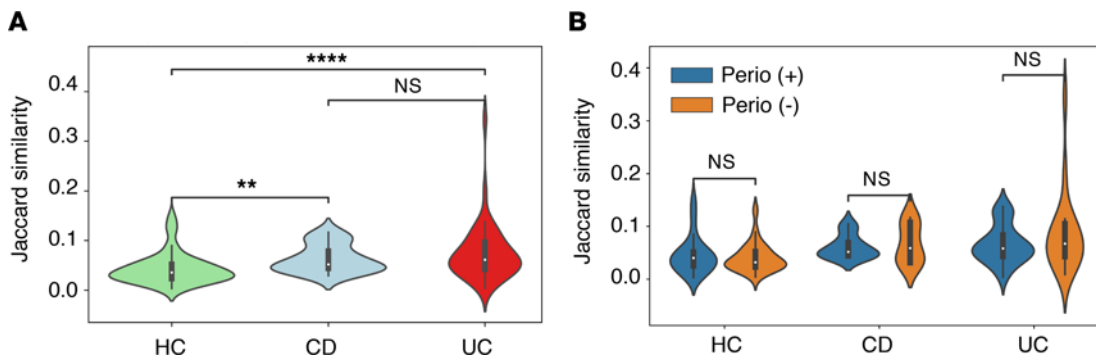 A
Jaccard similarity
0.4
0.3
0.2
0.1
0.0
****
NS
**
HC CD UC
B
Jaccard similarity
0.4
0.3
0.2
0.1
0.0
Perio (+)
Perio (-)
NS
NS
NS
HC CD UC